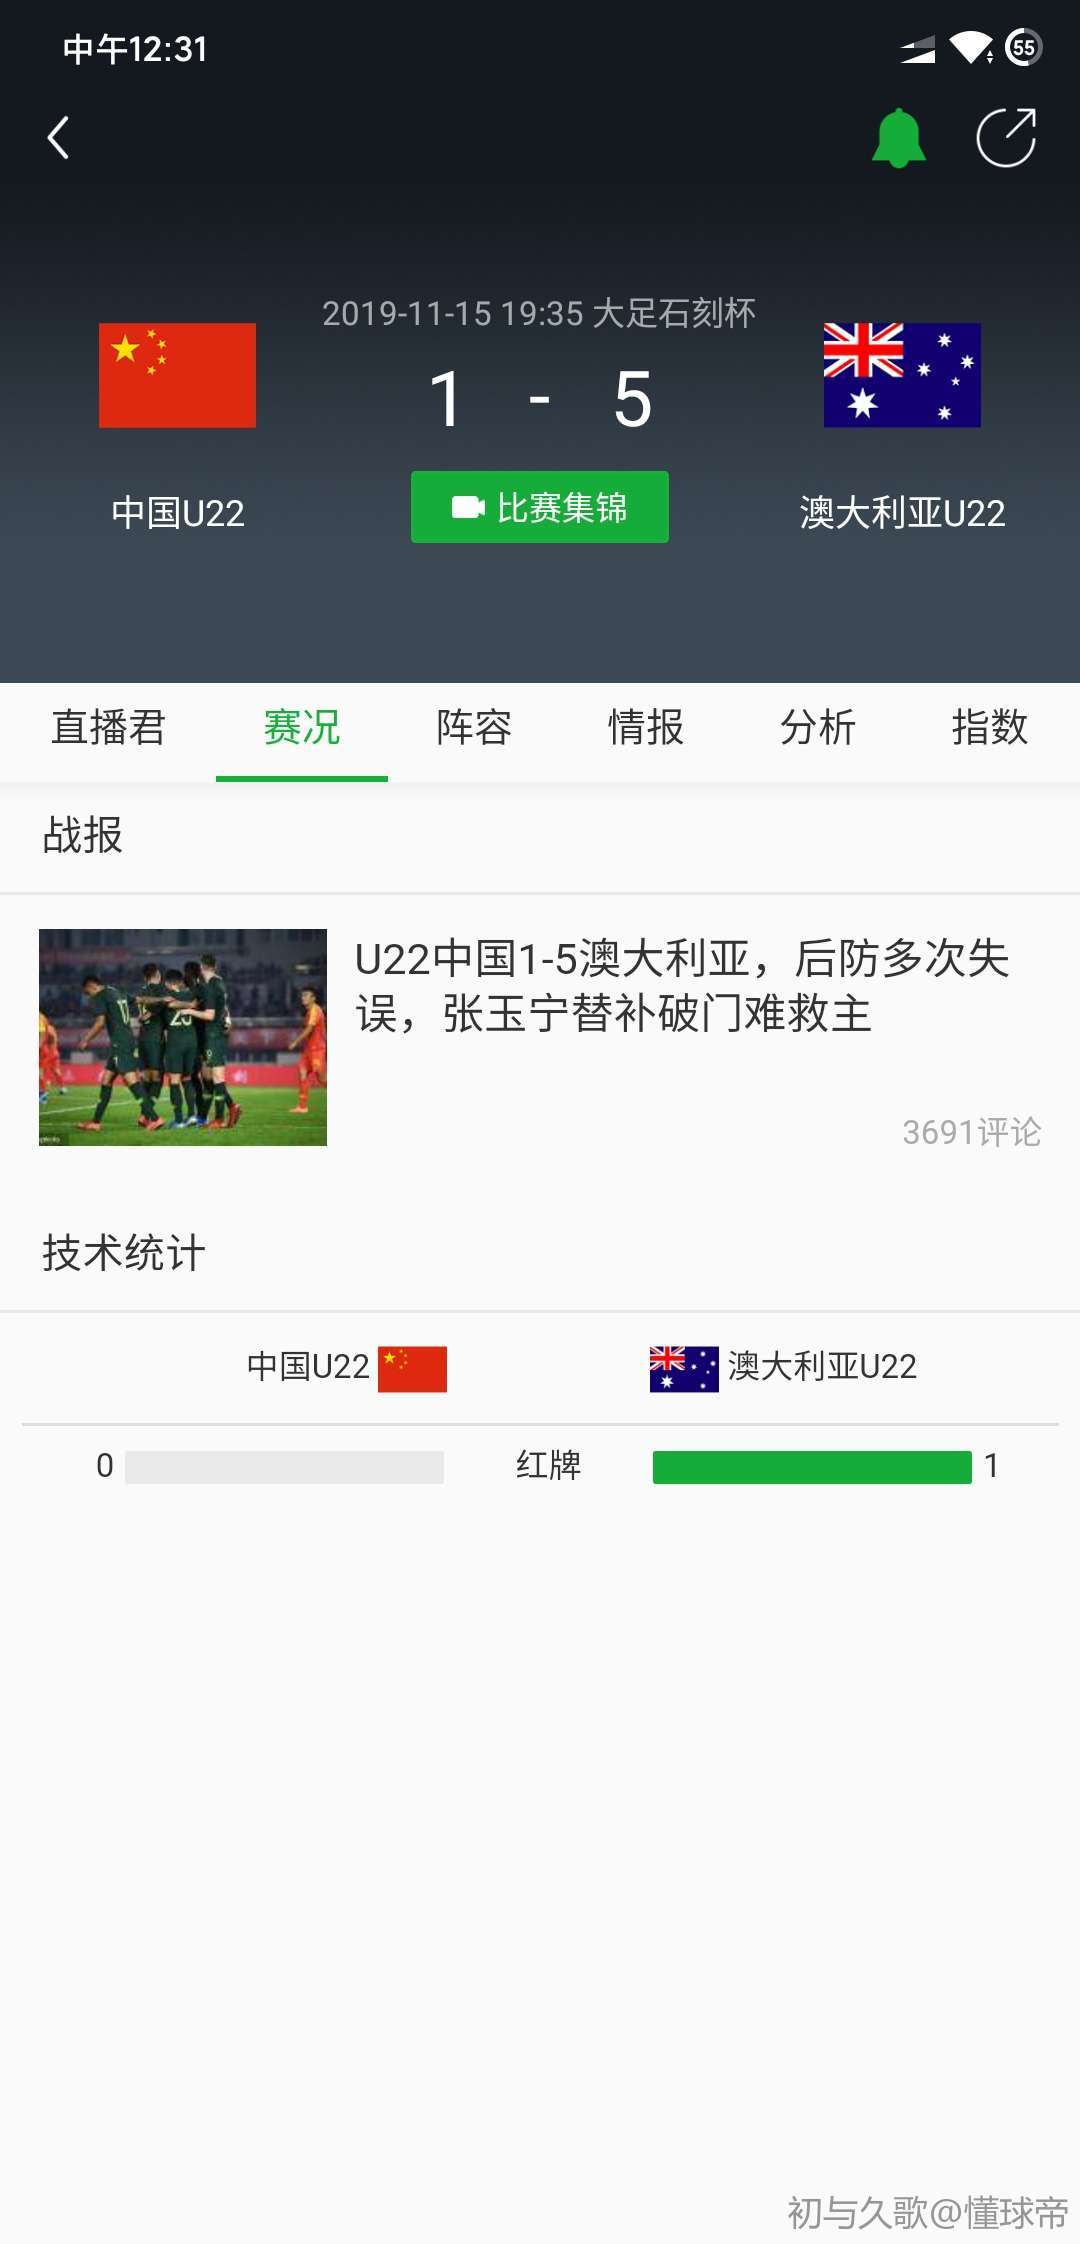 中午12:31
55
2019-11-15 19:35 大足石刻杯
1 - 5
中国U22
比赛集锦
澳大利亚U22
直播君 赛况 阵容 情报 分析 指数
战报
U22中国1-5澳大利亚，后防多次失
误，张玉宁替补破门难救主
3691评论
技术统计
中国U22 澳大利亚U22
0 红牌 1
初与久歌@懂球帝